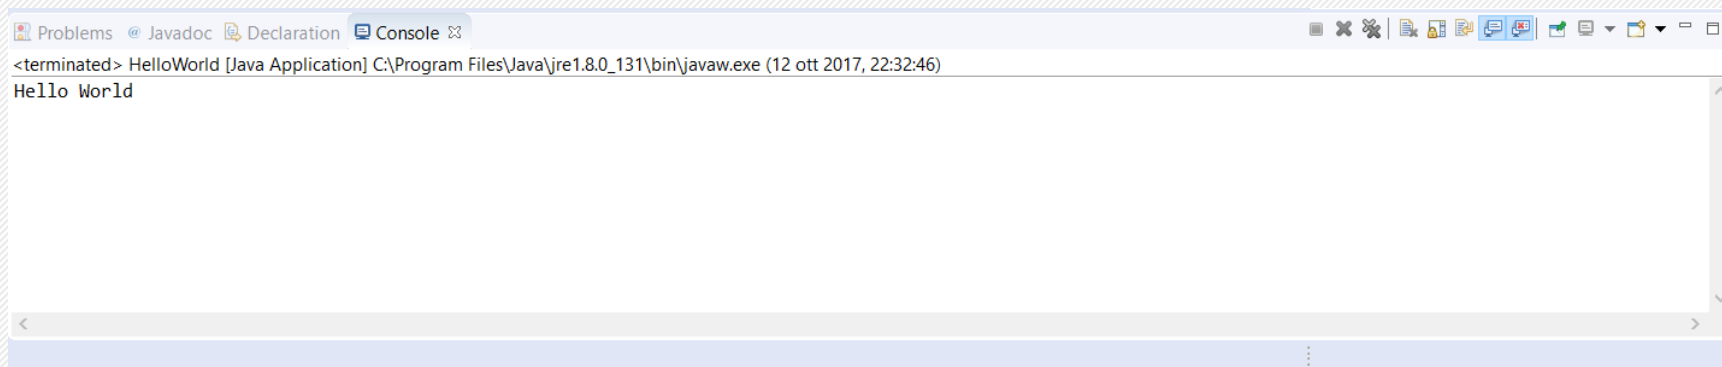 Problems @ Javadoc Declaration Console
<terminated> HelloWorld [Java Application] C:\Program Files\Java\jre1.8.0_131\bin\javaw.exe (12 ott 2017, 22:32:46)
Hello World